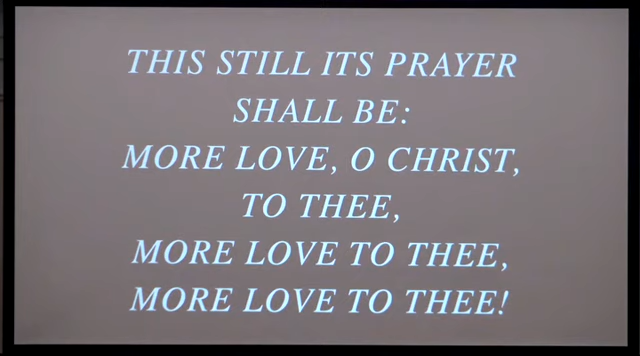 THIS STILL ITS PRAYER
SHALL BE:
MORE LOVE, O CHRIST,
TO THEE,
MORE LOVE TO THEE,
MORE LOVE TO THEE!